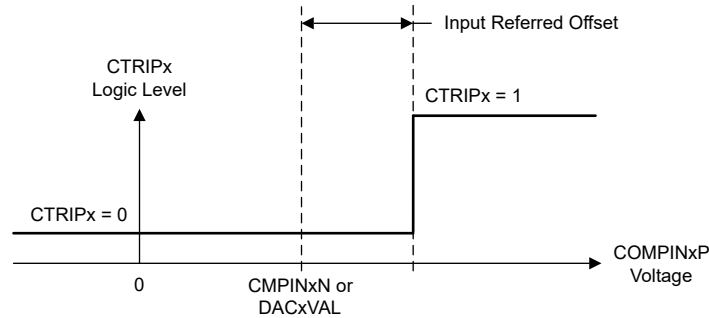 Input Referred Offset
CTRIPx
Logic Level
CTRIPx = 1
CTRIPx = 0
COMPINxP
Voltage
0
CMPINxN or
DACxVAL